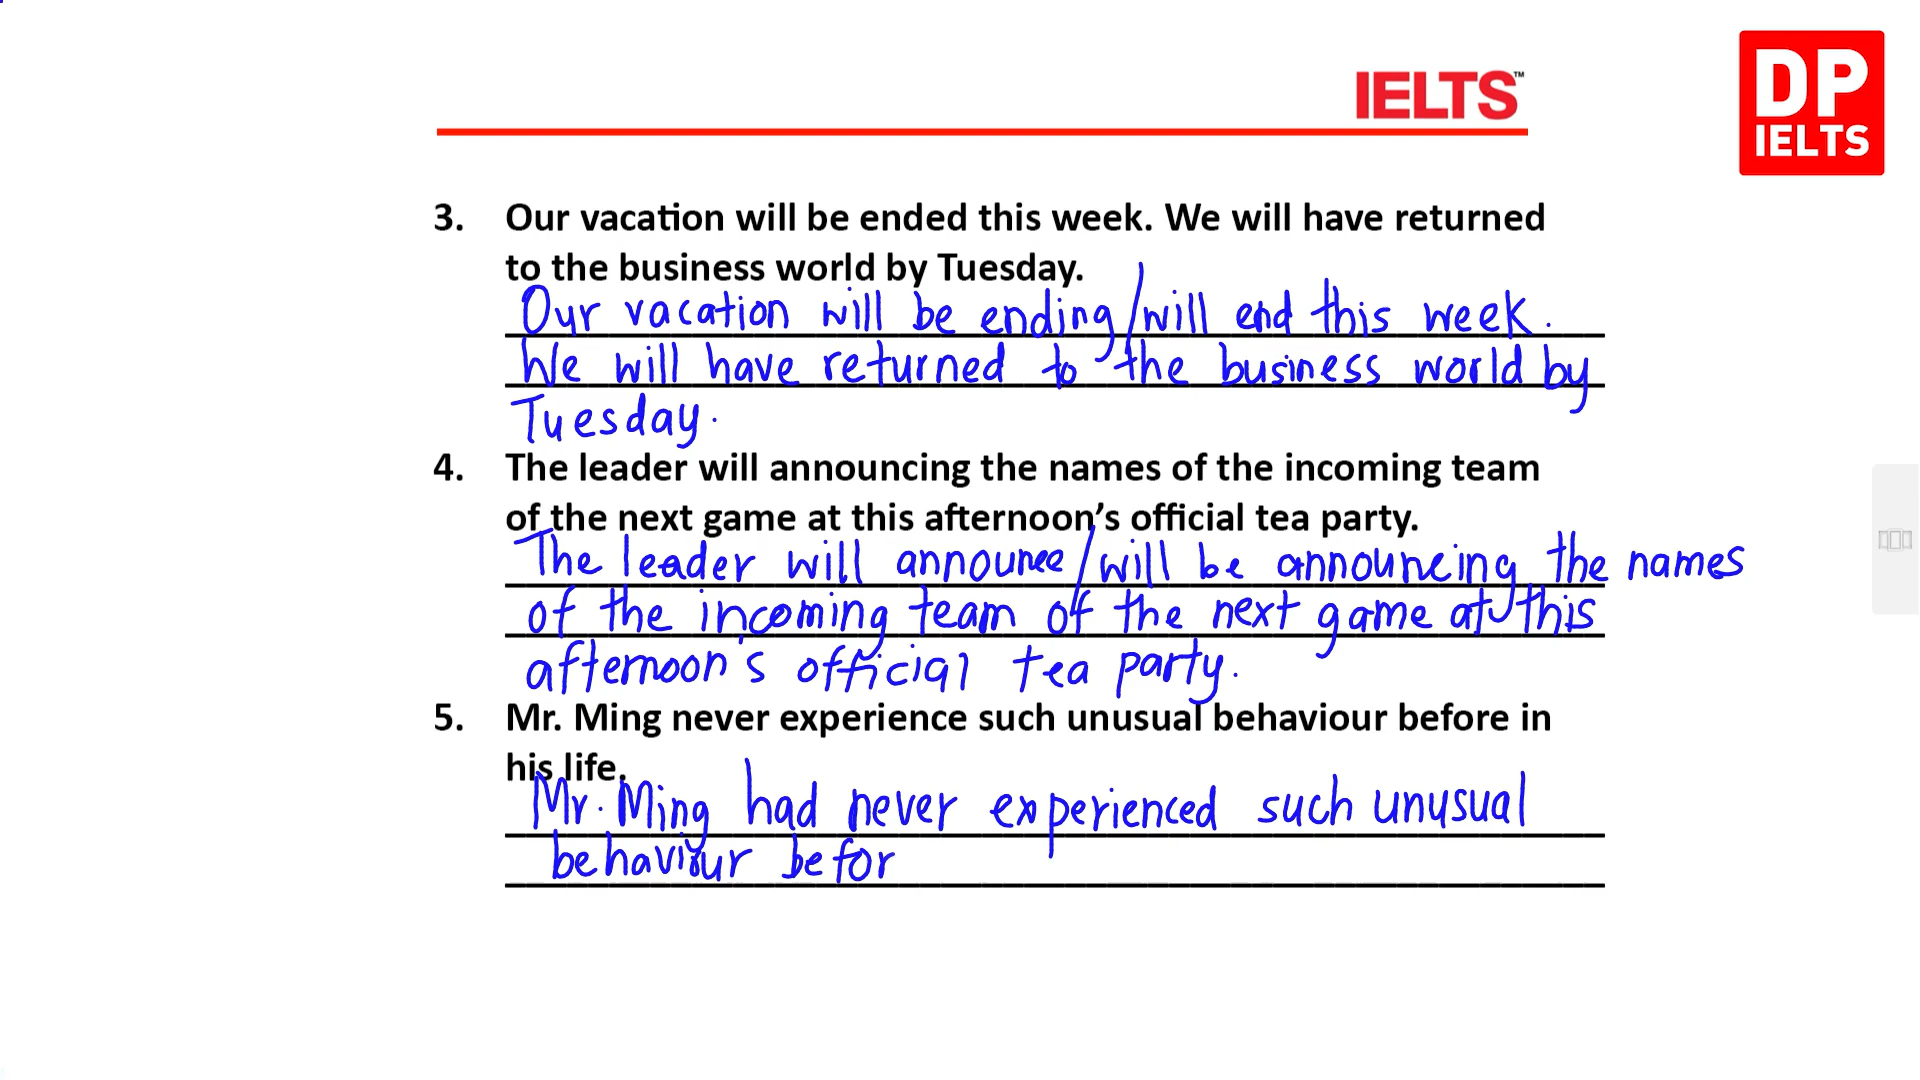 IELTS™
DP
IELTS
3. Our vacation will be ended this week. We will have returned
to the business world by Tuesday.
Our vacation will be ending/will end this week.
We will have returned to the business world by
Tuesday.
4. The leader will announcing the names of the incoming team
of the next game at this afternoon's official tea party.
The leader will announce/will be announcing the names
of the incoming team of the next game at this
afternoon's official tea party.
5. Mr. Ming never experience such unusual behaviour before in
his life.
Mr. Ming had never experienced such unusual
behaviour befor